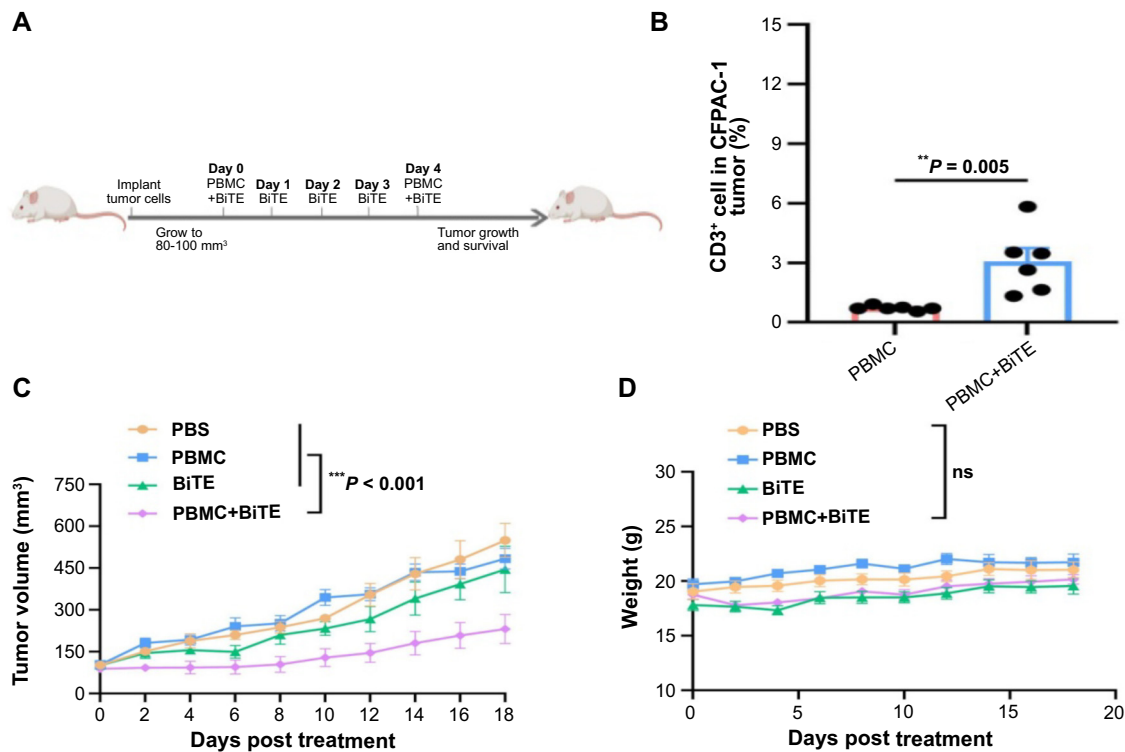 A
Implant
tumor cells
Day 0
PBMC
+BiTE
Day 1
BiTE
Day 2
BiTE
Day 3
BiTE
Day 4
PBMC
+BiTE
Grow to
80-100 mm³
Tumor growth
and survival
B
CD3⁺ cell in CFPAC-1
tumor (%)
15
12
9
6
3
0
**P = 0.005
PBMC
PBMC+BiTE
C
PBS
PBMC
BiTE
PBMC+BiTE
***P < 0.001
Tumor volume (mm³)
750
600
450
300
150
0
0 2 4 6 8 10 12 14 16 18
Days post treatment
D
PBS
PBMC
BiTE
PBMC+BiTE
ns
Weight (g)
30
25
20
15
10
0 5 10 15 20
Days post treatment